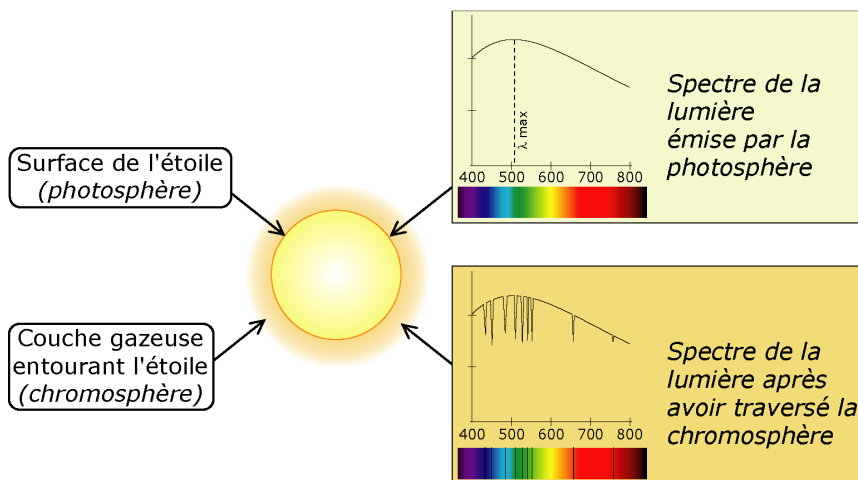 Surface de l'étoile
(photosphère)
Couche gazeuse
entourant l'étoile
(chromosphère)
λ max
400 500 600 700 800
Spectre de la
lumière
émise par la
photosphère
400 500 600 700 800
Spectre de la
lumière après
avoir traversé la
chromosphère